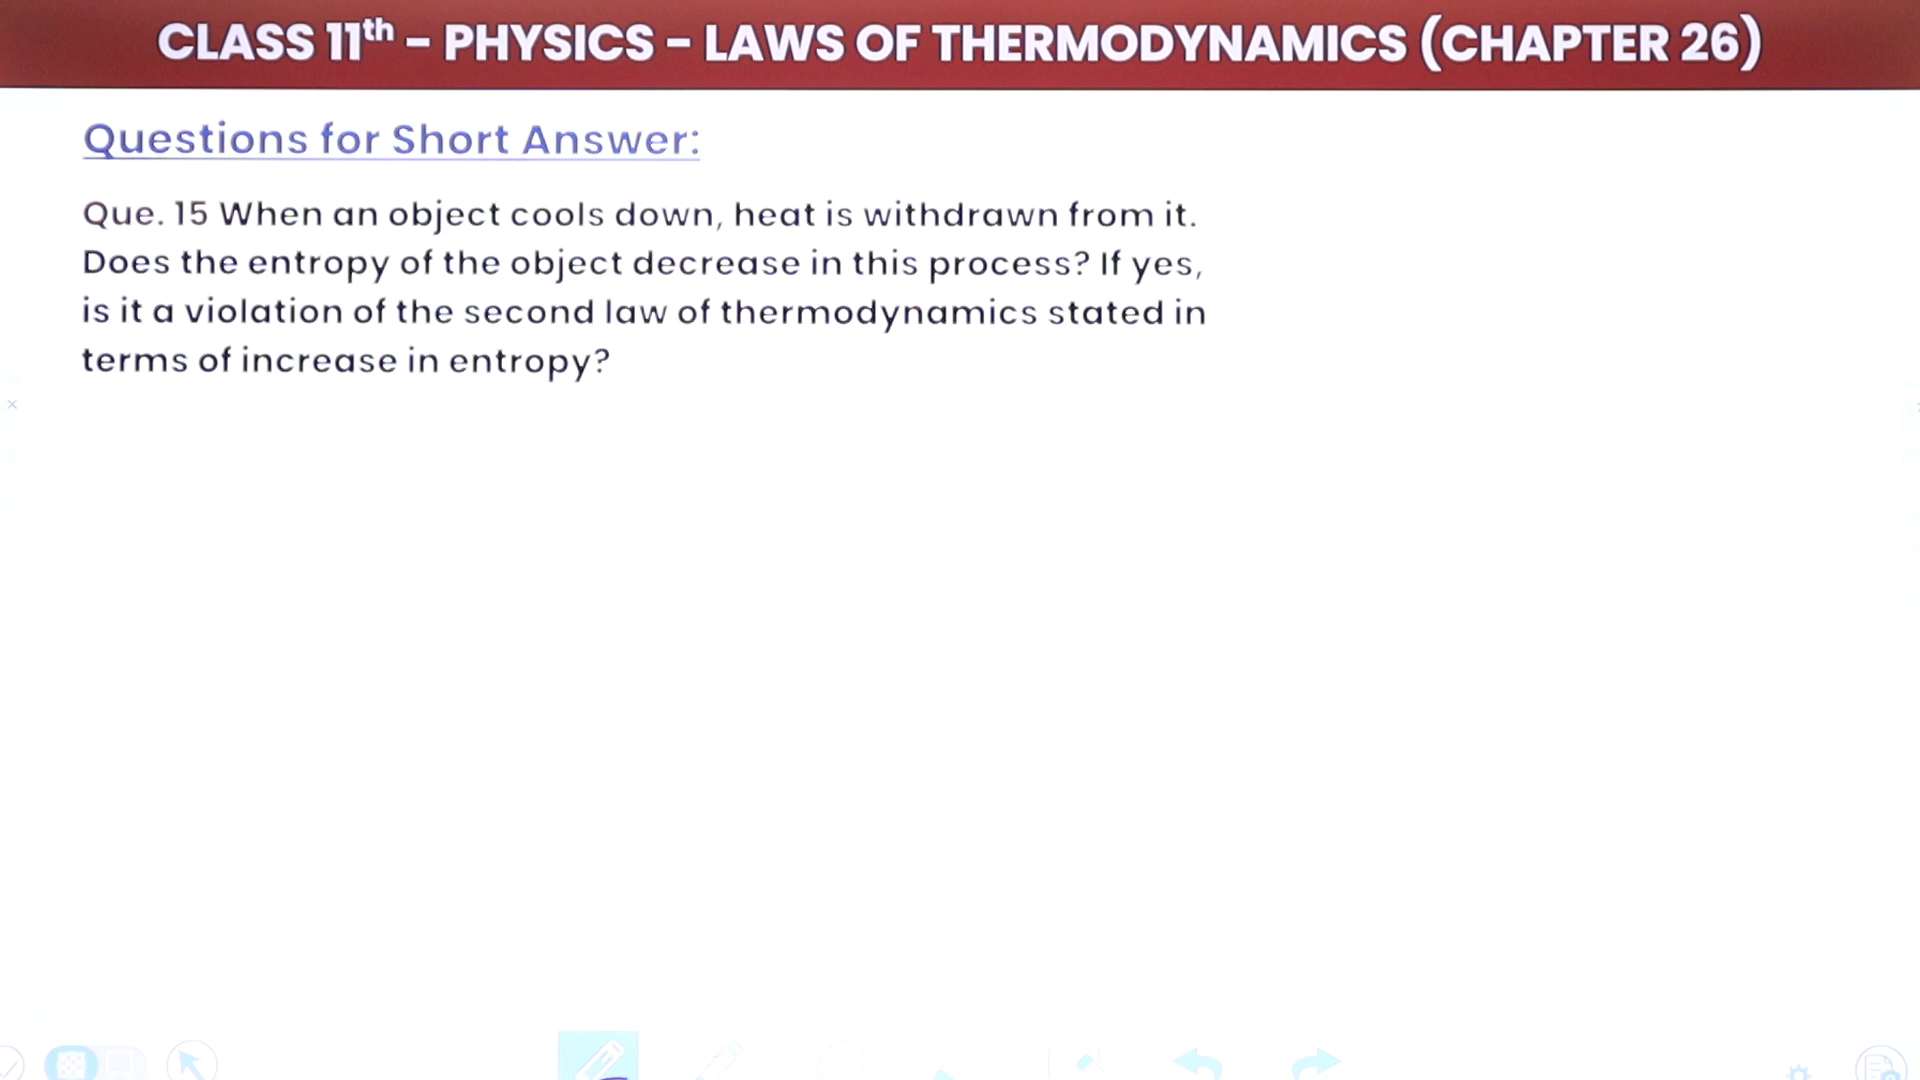 CLASS 11th - PHYSICS - LAWS OF THERMODYNAMICS (CHAPTER 26)
Questions for Short Answer:
Que. 15 When an object cools down, heat is withdrawn from it.
Does the entropy of the object decrease in this process? If yes,
is it a violation of the second law of thermodynamics stated in
terms of increase in entropy?